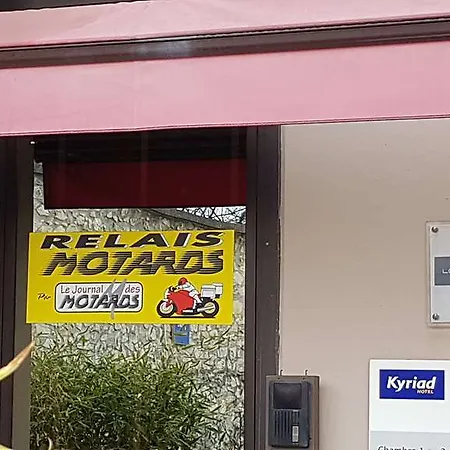 RELAIS
MOTARDS
Par Le Journal des
MOTARDS
Kyriad
HOTEL